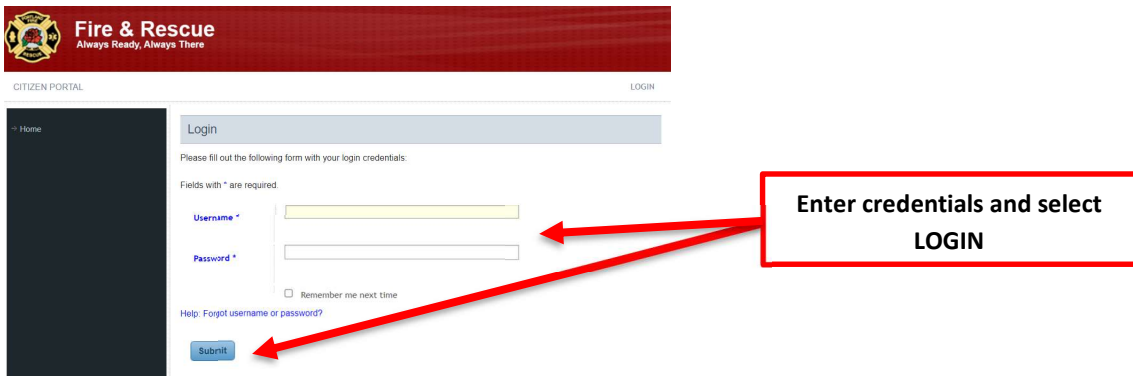 Fire & Rescue
Always Ready, Always There
CITIZEN PORTAL
LOGIN
Home
Login
Please fill out the following form with your login credentials:
Fields with * are required
Username *
Password *
Remember me next time
Help: Forgot username or password?
Submit
Enter credentials and select
LOGIN